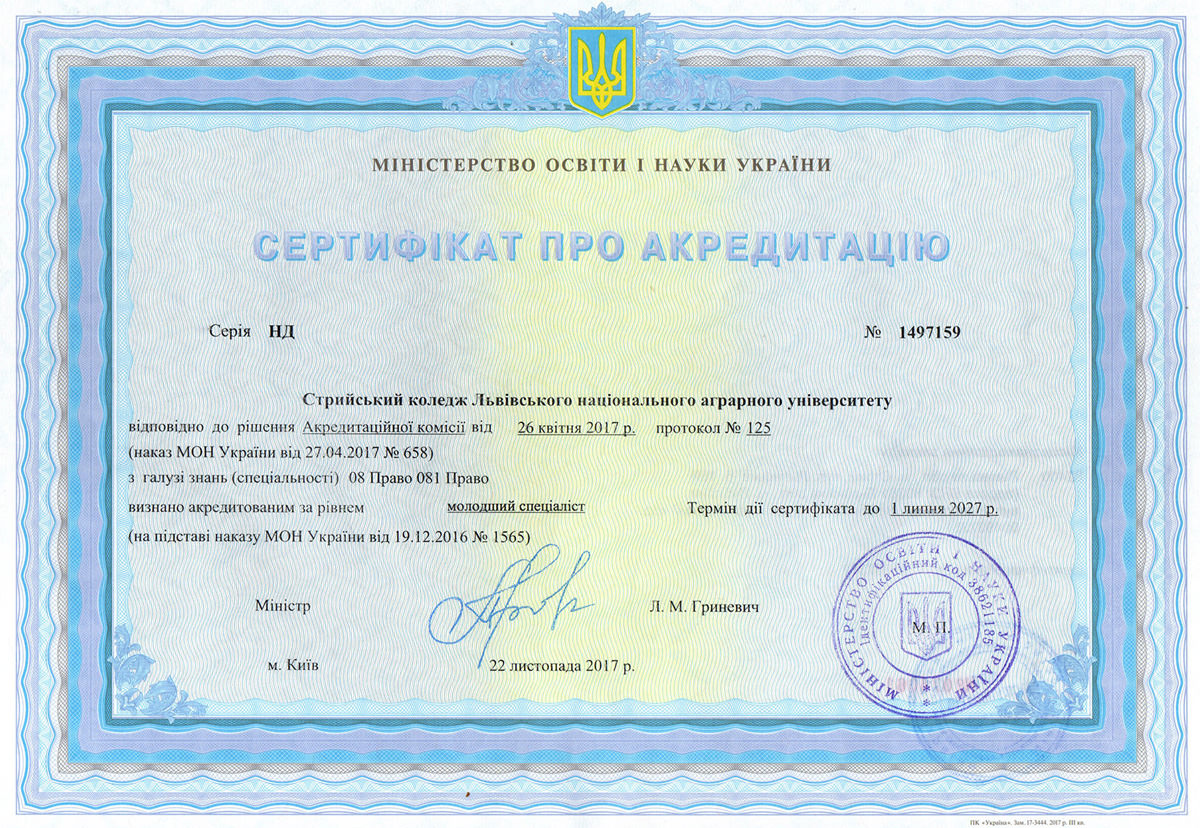 МІНІСТЕРСТВО ОСВІТИ І НАУКИ УКРАЇНИ
СЕРТИФІКАТ ПРО АКРЕДИТАЦІЮ
Серія НД № 1497159
Стрийський коледж Львівського національного аграрного університету
відповідно до рішення Акредитаційної комісії від 26 квітня 2017 р. протокол № 125
(наказ МОН України від 27.04.2017 № 658)
з галузі знань (спеціальності) 08 Право 081 Право
визнано акредитованим за рівнем молодший спеціаліст Термін дії сертифіката до 1 липня 2027 р.
(на підставі наказу МОН України від 19.12.2016 № 1565)
Міністр Л. М. Гриневич
МІНІСТЕРСТВО ОСВІТИ І НАУКИ УКРАЇНИ
Ідентифікаційний код 38621185
М. П.
м. Київ 22 листопада 2017 р.
ПК «Україна». Зам. 17-3444. 2017 р. III кв.